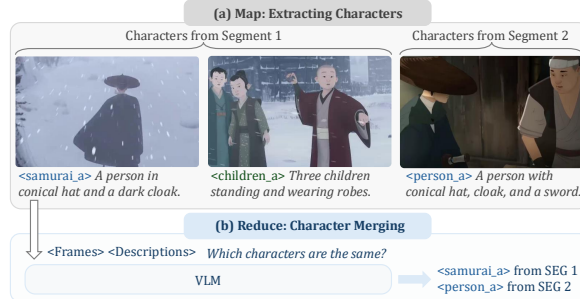 (a) Map: Extracting Characters
Characters from Segment 1
Characters from Segment 2
<samurai_a> A person in
conical hat and a dark cloak.
<children_a> Three children
standing and wearing robes.
<person_a> A person with
conical hat, cloak, and a sword.
(b) Reduce: Character Merging
<Frames> <Descriptions> Which characters are the same?
VLM
<samurai_a> from SEG 1
<person_a> from SEG 2